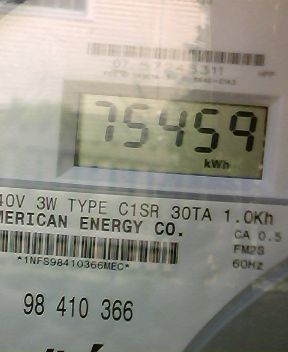 75459
kWh
40V 3W TYPE C1SR 30TA 1.0Kh
MERICAN ENERGY CO.
CA 0.5
FM2S
60Hz
*1NFS98410366MEC*
98 410 366